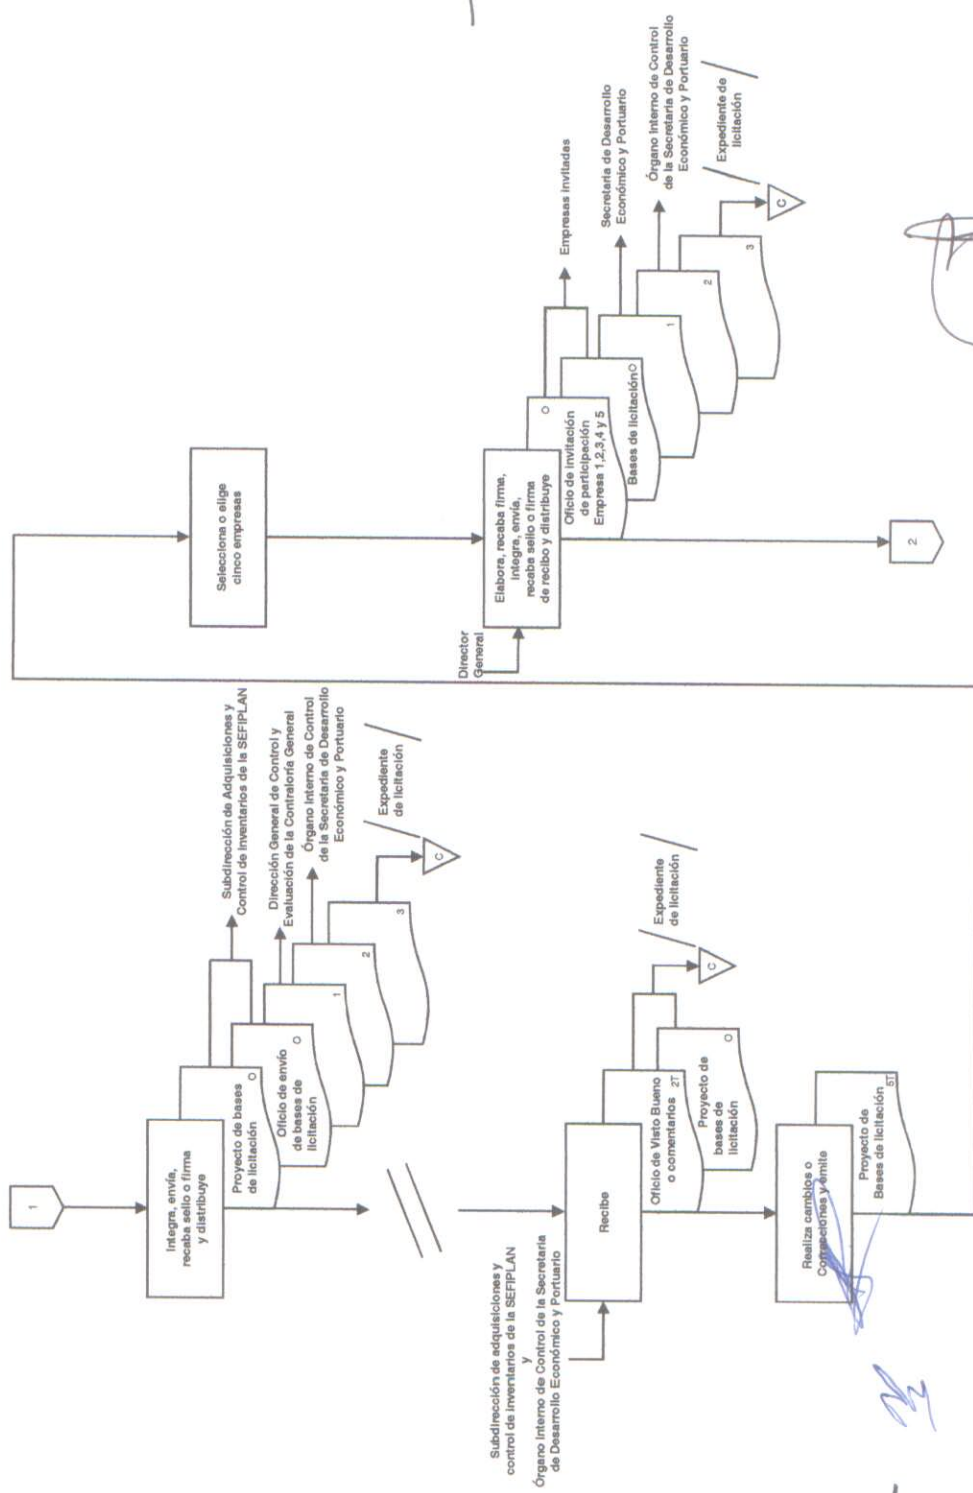 1
Integra, envía,
recaba sello o firma
y distribuye
Proyecto de bases
de licitación
O
Oficio de envío
de bases de
licitación
O
1
2
3
Subdirección de Adquisiciones y
Control de Inventarios de la SEFIPLAN
Dirección General de Control y
Evaluación de la Contraloría General
Órgano Interno de Control
de la Secretaría de Desarrollo
Económico y Portuario
Expediente
de licitación
C
Subdirección de adquisiciones y
control de inventarios de la SEFIPLAN
y
Órgano Interno de Control de la Secretaría
de Desarrollo Económico y Portuario
Recibe
Oficio de Visto Bueno
o comentarios
2T
Proyecto de
bases de
licitación
O
Expediente
de licitación
C
Realiza cambios o
Correcciones y emite
Proyecto de
Bases de licitación
5T
Selecciona o elige
cinco empresas
Director
General
Elabora, recaba firma,
integra, envía,
recaba sello o firma
de recibo y distribuye
Oficio de invitación
de participación
Empresa 1,2,3,4 y 5
O
Bases de licitación
O
1
2
3
Empresas invitadas
Secretaría de Desarrollo
Económico y Portuario
Órgano Interno de Control
de la Secretaría de Desarrollo
Económico y Portuario
Expediente de
licitación
C
2